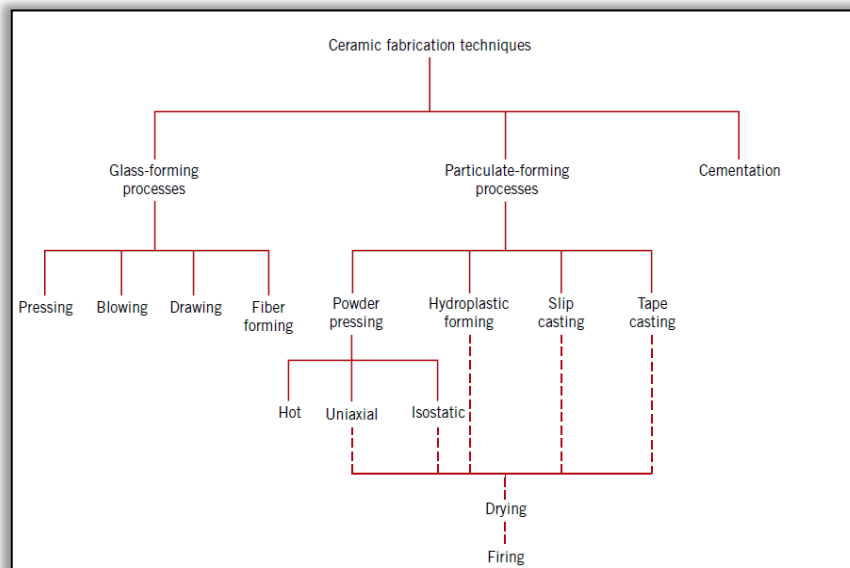 Ceramic fabrication techniques
Glass-forming
processes
Particulate-forming
processes
Cementation
Pressing
Blowing
Drawing
Fiber
forming
Powder
pressing
Hydroplastic
forming
Slip
casting
Tape
casting
Hot
Uniaxial
Isostatic
Drying
Firing